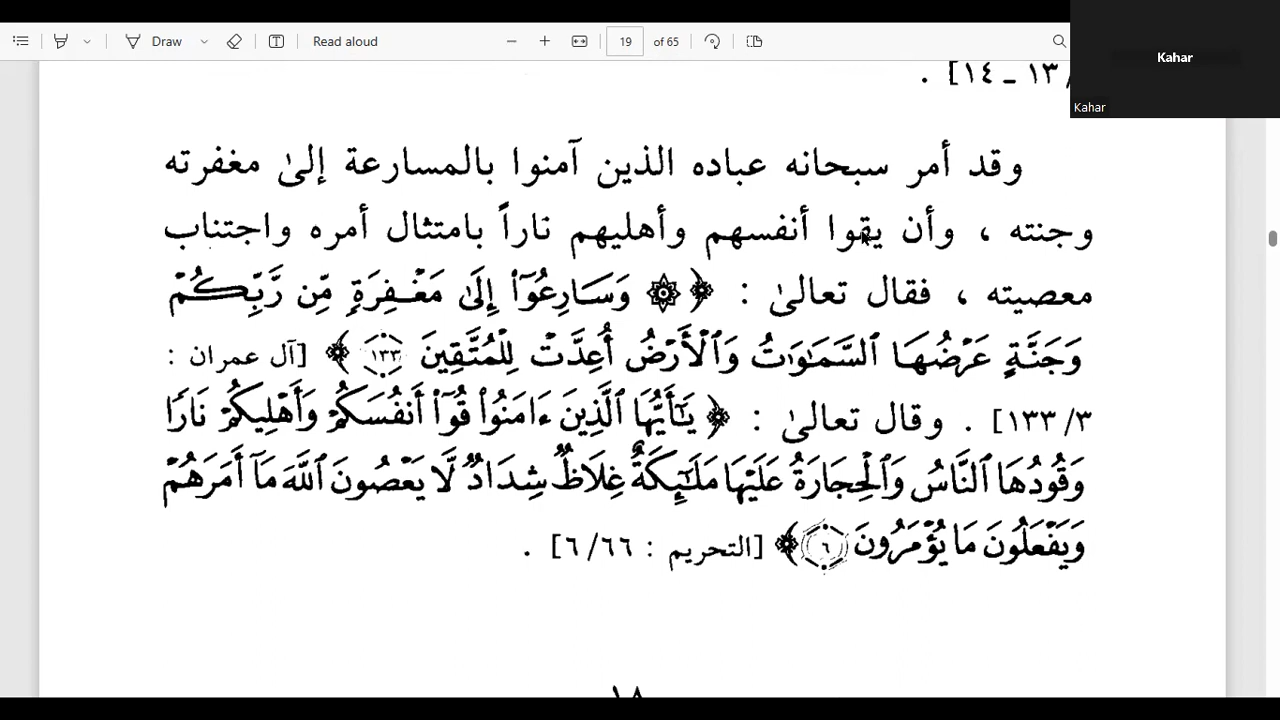 Draw
Read aloud
19 of 65
Kahar
Kahar
/ ١٣ ـ ١٤] .
وقد أمر سبحانه عباده الذين آمنوا بالمسارعة إلىٰ مغفرته
وجنته ، وأن يقوا أنفسهم وأهليهم ناراً بامتثال أمره واجتناب
معصيته ، فقال تعالىٰ : ﴿ ۞ وَسَارِعُوٓا۟ إِلَىٰ مَغْفِرَةٍ مِّن رَّبِّكُمْ
وَجَنَّةٍ عَرْضُهَا ٱلسَّمَـٰوَٰتُ وَٱلْأَرْضُ أُعِدَّتْ لِلْمُتَّقِينَ ١٣٣ ﴾ [آل عمران :
٣/ ١٣٣] . وقال تعالىٰ : ﴿ يَـٰٓأَيُّهَا ٱلَّذِينَ ءَامَنُوا۟ قُوٓا۟ أَنفُسَكُمْ وَأَهْلِيكُمْ نَارًا
وَقُودُهَا ٱلنَّاسُ وَٱلْحِجَارَةُ عَلَيْهَا مَلَـٰٓئِكَةٌ غِلَاظٌ شِدَادٌ لَّا يَعْصُونَ ٱللَّهَ مَآ أَمَرَهُمْ
وَيَفْعَلُونَ مَا يُؤْمَرُونَ ٦ ﴾ [التحريم : ٦٦/ ٦] .
١٨